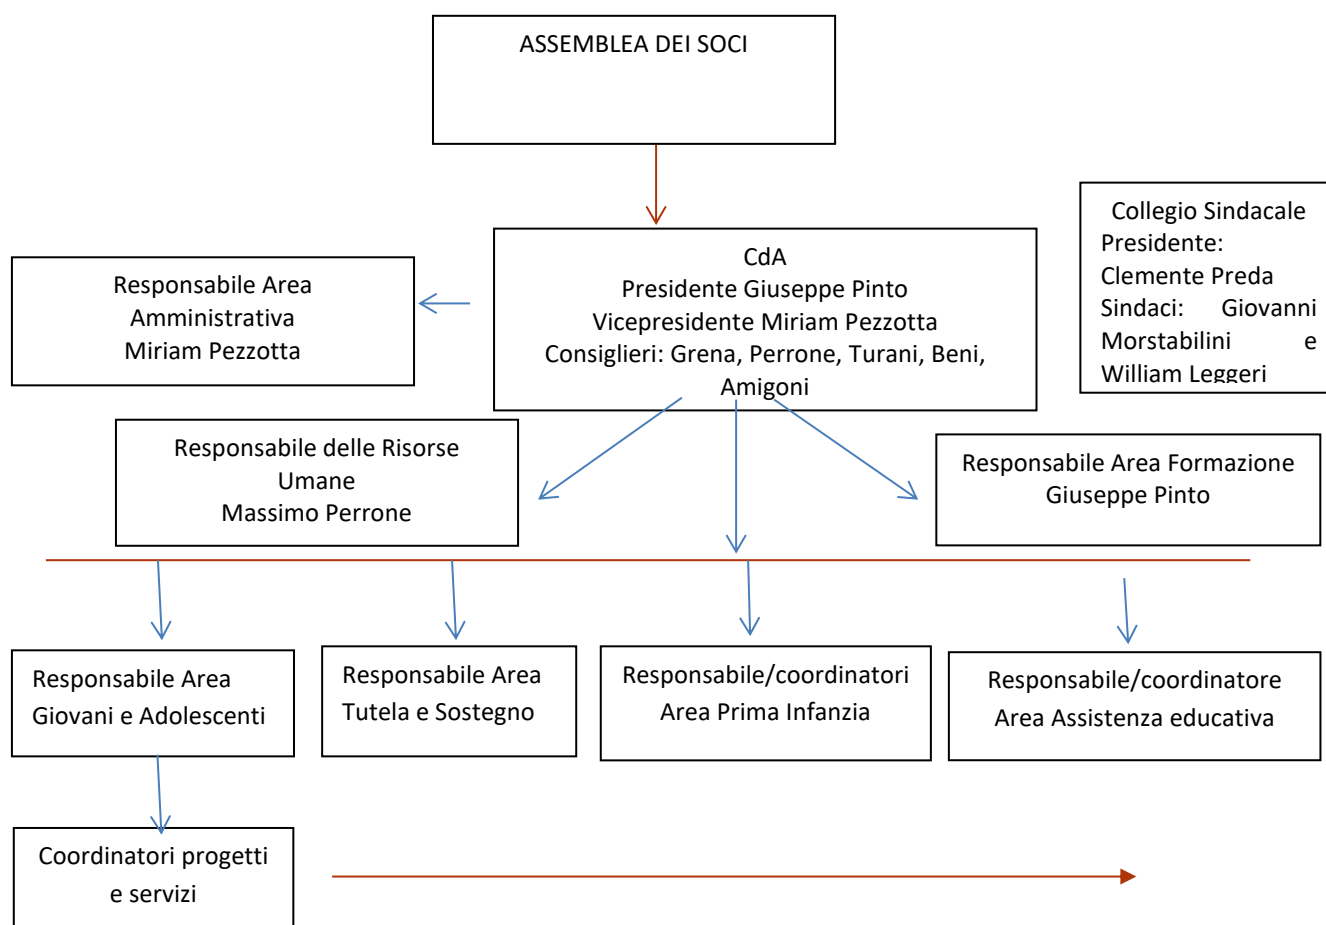 ASSEMBLEA DEI SOCI
Collegio Sindacale
Presidente:
Clemente Preda
Sindaci: Giovanni
Morstabilini e
William Leggeri
CdA
Presidente Giuseppe Pinto
Vicepresidente Miriam Pezzotta
Consiglieri: Grena, Perrone, Turani, Beni,
Amigoni
Responsabile Area
Amministrativa
Miriam Pezzotta
Responsabile delle Risorse
Umane
Massimo Perrone
Responsabile Area Formazione
Giuseppe Pinto
Responsabile Area
Giovani e Adolescenti
Responsabile Area
Tutela e Sostegno
Responsabile/coordinatori
Area Prima Infanzia
Responsabile/coordinatore
Area Assistenza educativa
Coordinatori progetti
e servizi